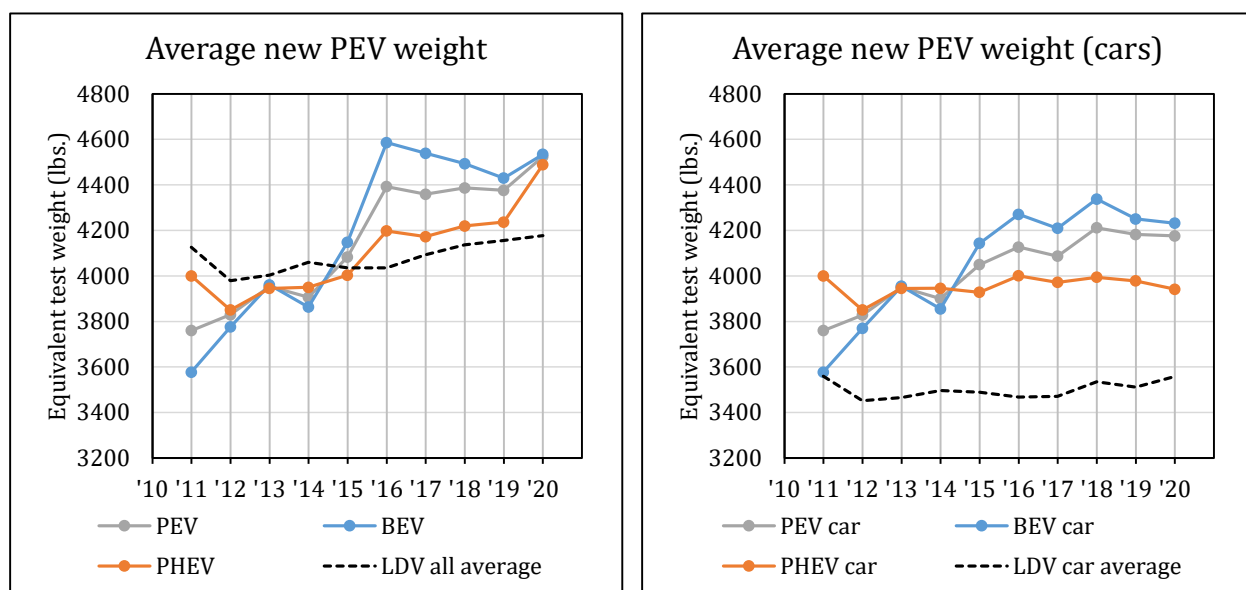 Average new PEV weight
Equivalent test weight (lbs.)
4800
4600
4400
4200
4000
3800
3600
3400
3200
'10 '11 '12 '13 '14 '15 '16 '17 '18 '19 '20
PEV BEV
PHEV LDV all average
Average new PEV weight (cars)
Equivalent test weight (lbs.)
4800
4600
4400
4200
4000
3800
3600
3400
3200
'10 '11 '12 '13 '14 '15 '16 '17 '18 '19 '20
PEV car BEV car
PHEV car LDV car average